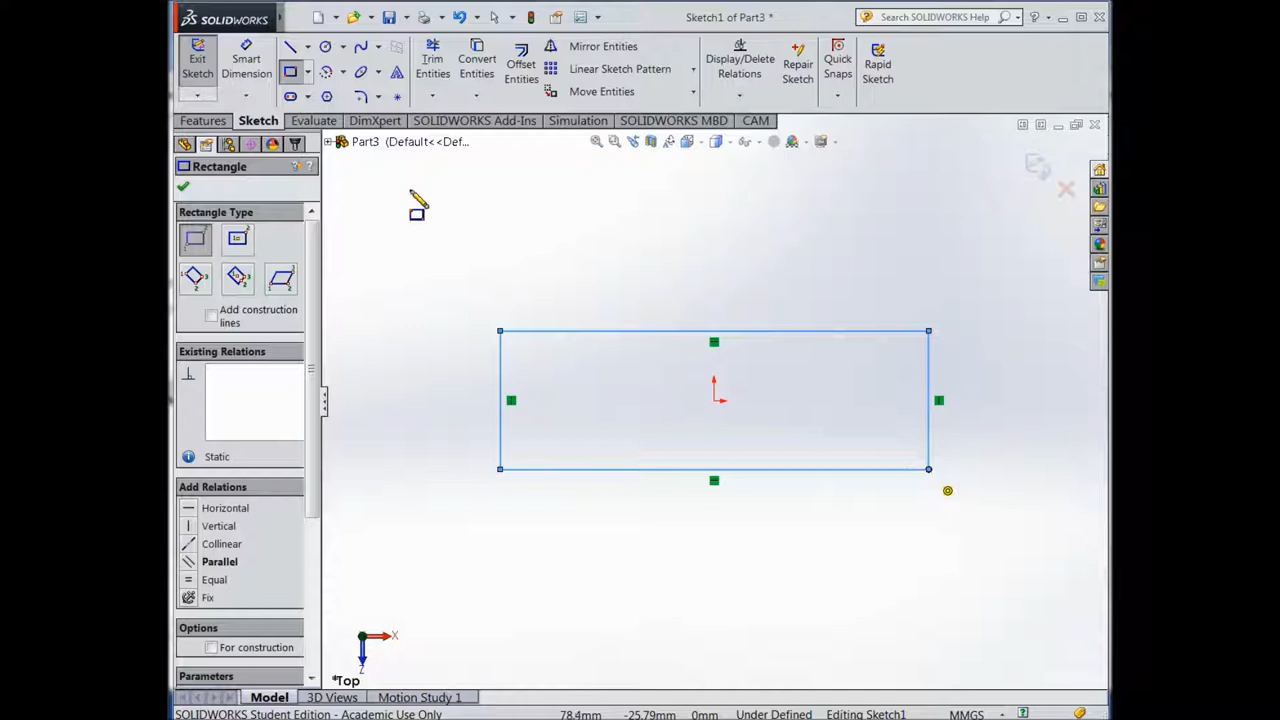 SOLIDWORKS
Sketch1 of Part3 *
Search SOLIDWORKS Help
Exit Sketch
Smart Dimension
Trim Entities
Convert Entities
Offset Entities
Mirror Entities
Linear Sketch Pattern
Move Entities
Display/Delete Relations
Repair Sketch
Quick Snaps
Rapid Sketch
Features
Sketch
Evaluate
DimXpert
SOLIDWORKS Add-Ins
Simulation
SOLIDWORKS MBD
CAM
Part3 (Default<<Def...
Rectangle
Rectangle Type
Add construction
lines
Existing Relations
Static
Add Relations
Horizontal
Vertical
Collinear
Parallel
Equal
Fix
Options
For construction
Parameters
X
Z
*Top
Model
3D Views
Motion Study 1
SOLIDWORKS Student Edition - Academic Use Only
78.4mm
-25.79mm
0mm
Under Defined
Editing Sketch1
MMGS